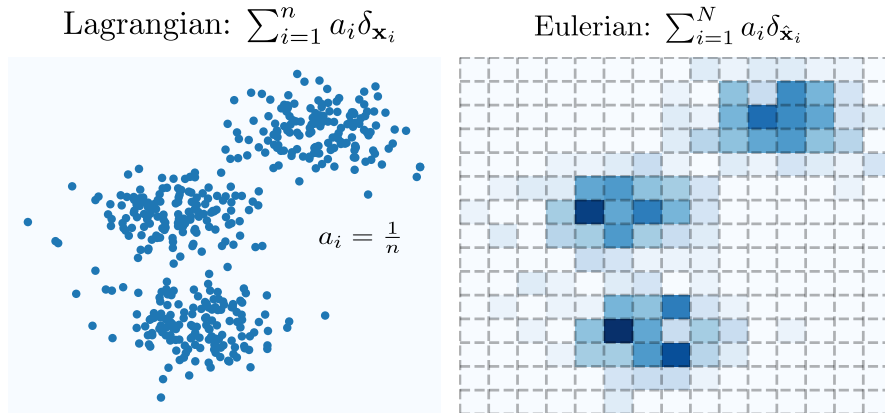 Lagrangian: $\sum_{i=1}^{n} a_i \delta_{\mathbf{x}_i}$
Eulerian: $\sum_{i=1}^{N} a_i \delta_{\hat{\mathbf{x}}_i}$
$a_i = \frac{1}{n}$